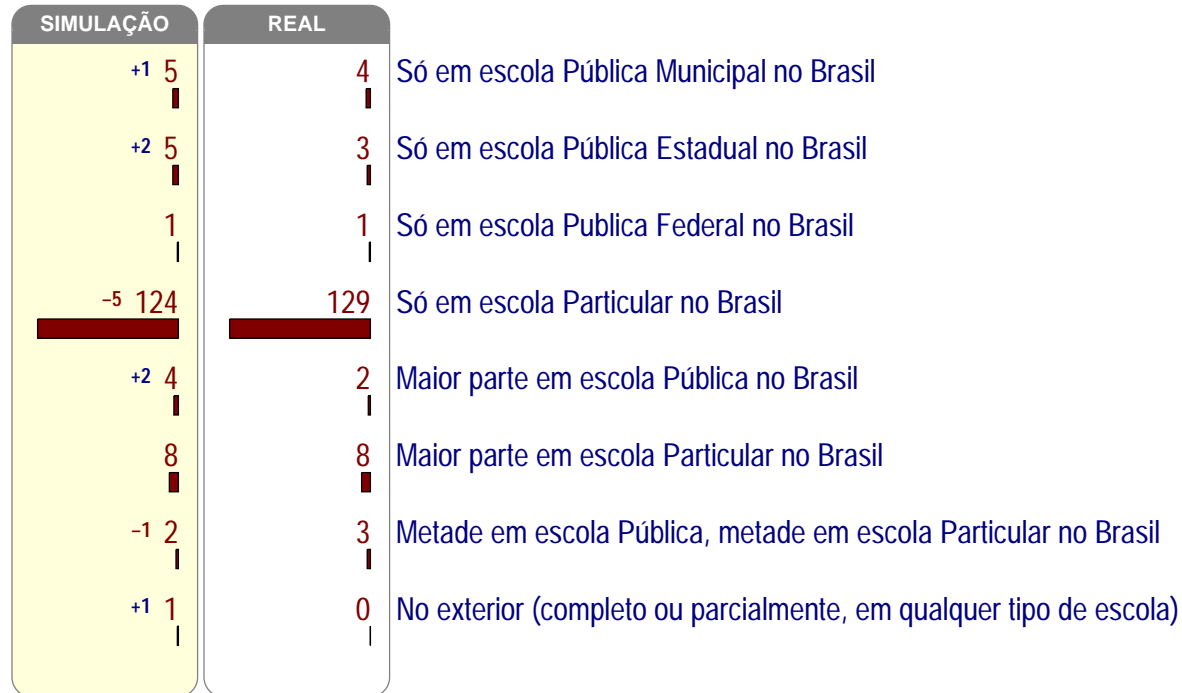 SIMULAÇÃO REAL
+1 5 4 Só em escola Pública Municipal no Brasil
+2 5 3 Só em escola Pública Estadual no Brasil
1 1 Só em escola Publica Federal no Brasil
−5 124 129 Só em escola Particular no Brasil
+2 4 2 Maior parte em escola Pública no Brasil
8 8 Maior parte em escola Particular no Brasil
−1 2 3 Metade em escola Pública, metade em escola Particular no Brasil
+1 1 0 No exterior (completo ou parcialmente, em qualquer tipo de escola)